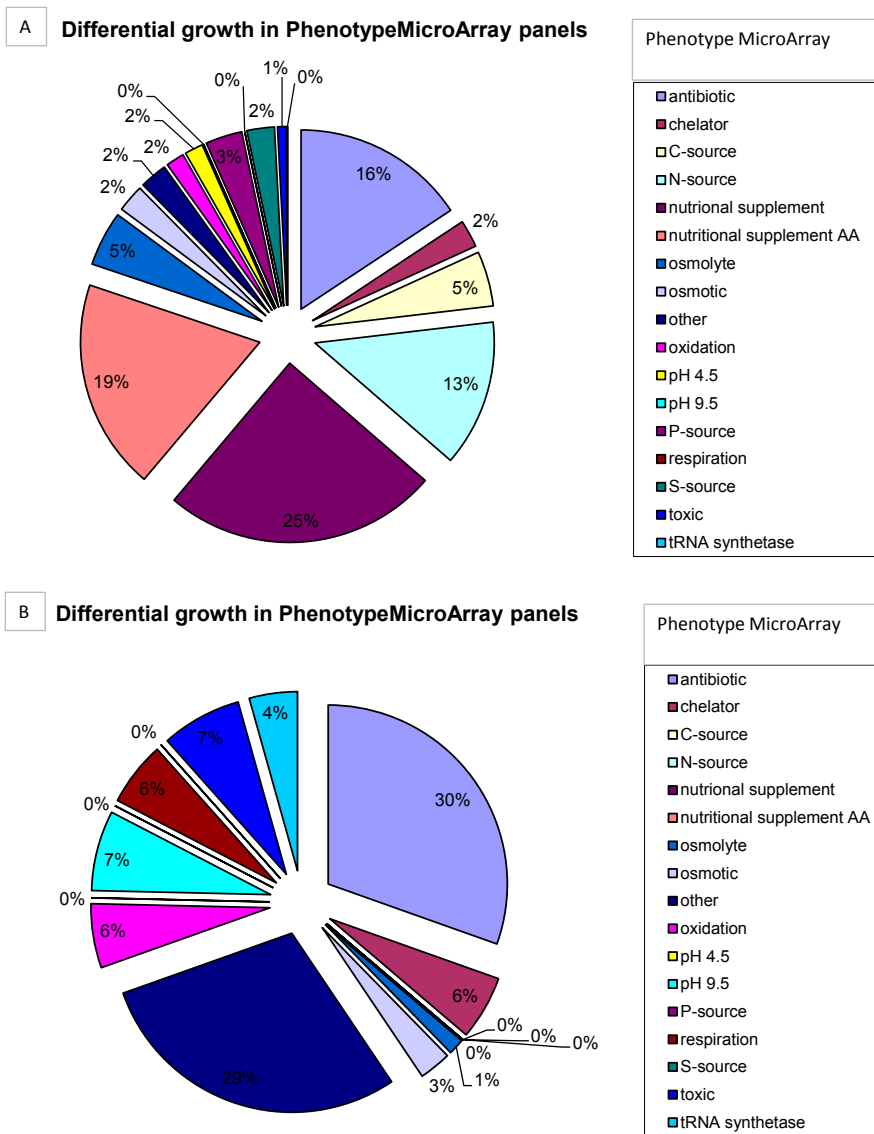 A
Differential growth in PhenotypeMicroArray panels
Phenotype MicroArray
0%
1%
0%
0%
2%
2%
2%
2%
2%
3%
2%
16%
2%
5%
13%
25%
19%
5%
antibiotic
chelator
C-source
N-source
nutrional supplement
nutritional supplement AA
osmolyte
osmotic
other
oxidation
pH 4.5
pH 9.5
P-source
respiration
S-source
toxic
tRNA synthetase
B
Differential growth in PhenotypeMicroArray panels
Phenotype MicroArray
4%
0%
7%
30%
6%
0%
7%
0%
6%
29%
6%
0%
0%
0%
0%
1%
3%
antibiotic
chelator
C-source
N-source
nutrional supplement
nutritional supplement AA
osmolyte
osmotic
other
oxidation
pH 4.5
pH 9.5
P-source
respiration
S-source
toxic
tRNA synthetase